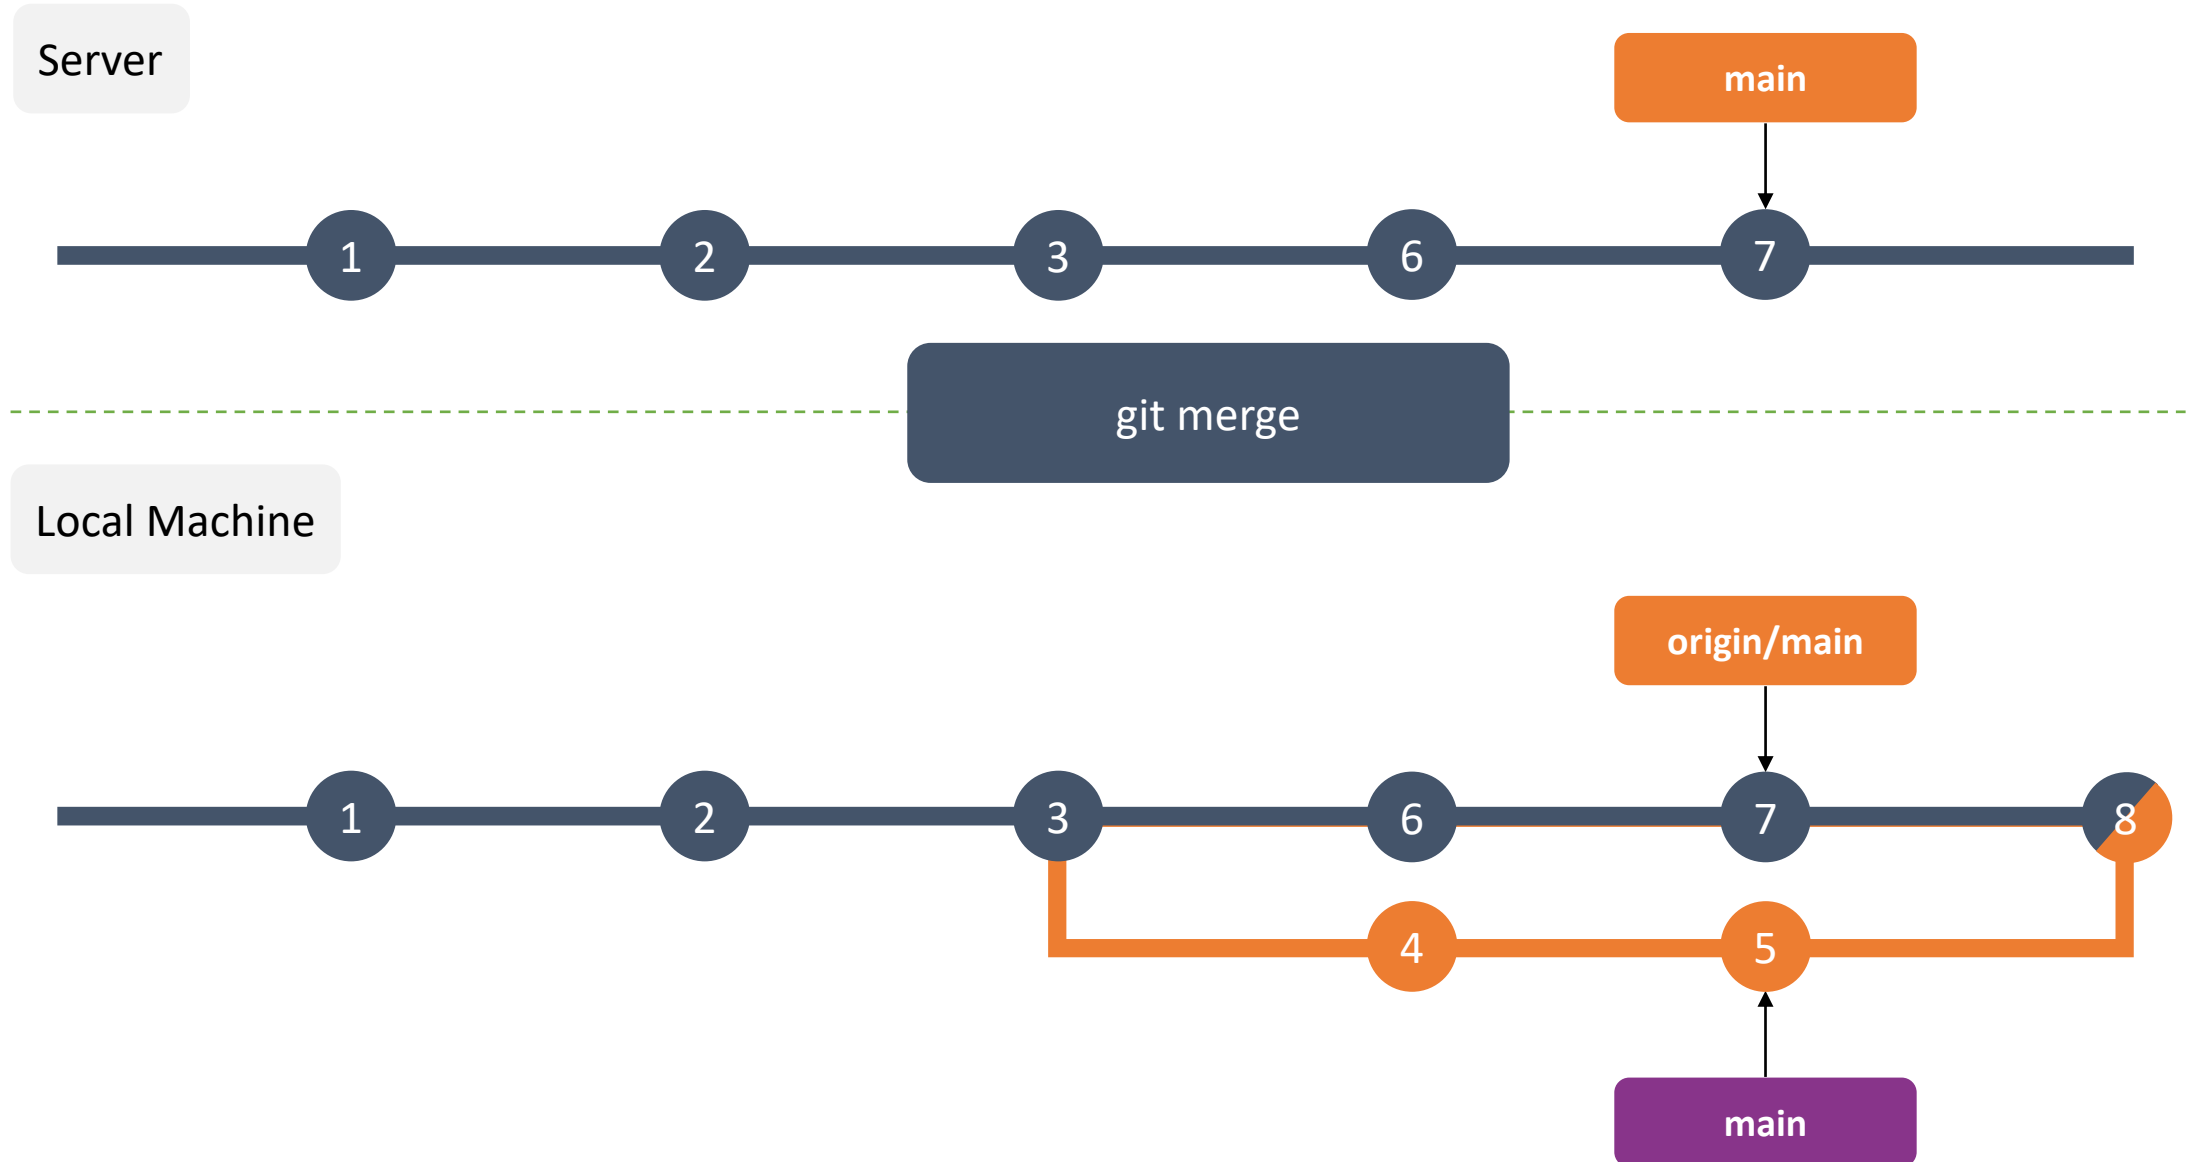 Server
main
1 2 3 6 7
git merge
Local Machine
origin/main
1 2 3 6 7 8
4 5
main